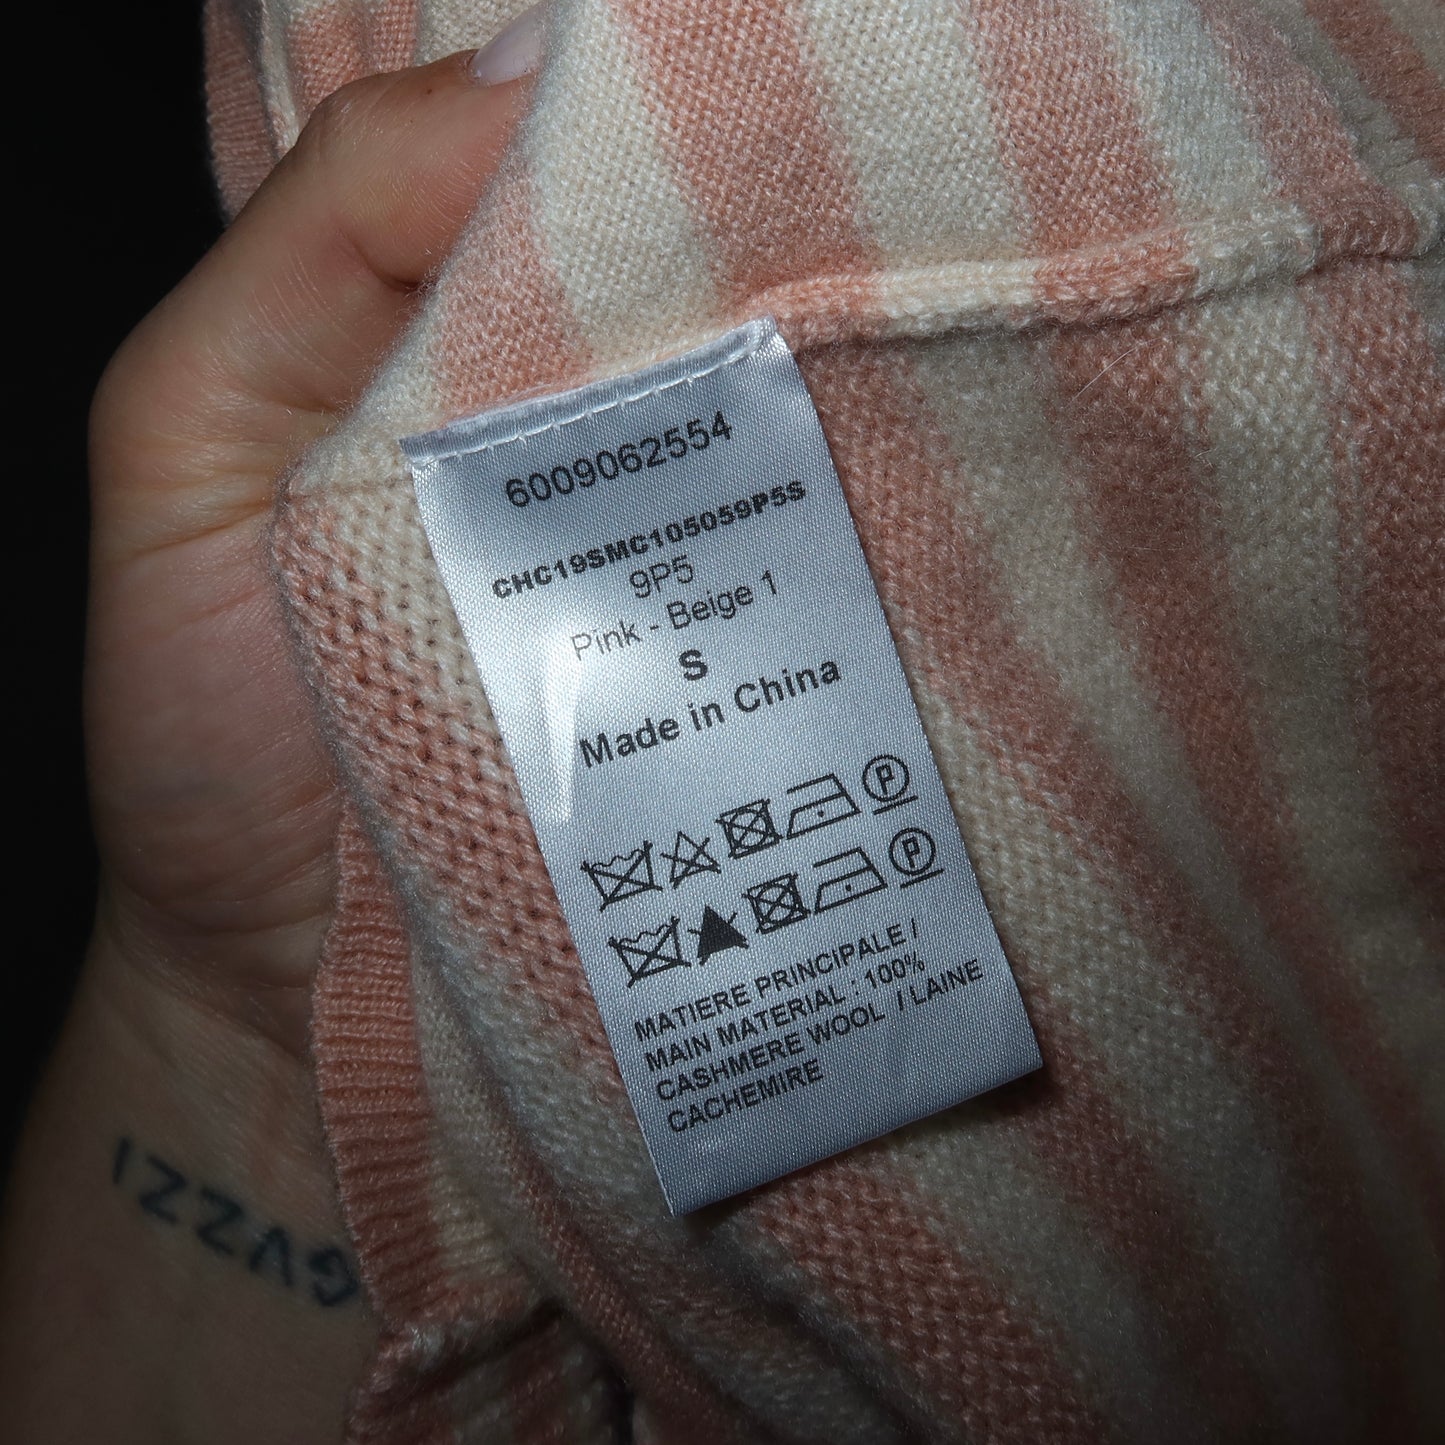 6009062554
CHC19SMC105059P5S
9P5
Pink - Beige 1
S
Made in China
P
P
MATIERE PRINCIPALE /
MAIN MATERIAL : 100%
CASHMERE WOOL / LAINE
CACHEMIRE